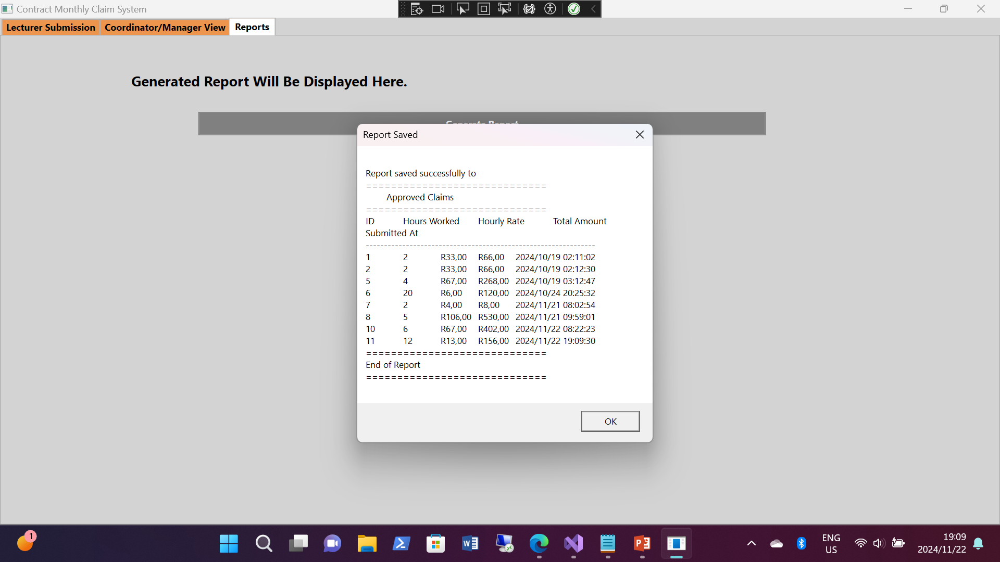 Contract Monthly Claim System
Lecturer Submission Coordinator/Manager View Reports
Generated Report Will Be Displayed Here.
Generate Report
Report Saved
Report saved successfully to
=============================
Approved Claims
=============================
ID Hours Worked Hourly Rate Total Amount
Submitted At
---------------------------------------------------------------
1 2 R33,00 R66,00 2024/10/19 02:11:02
2 2 R33,00 R66,00 2024/10/19 02:12:30
5 4 R67,00 R268,00 2024/10/19 03:12:47
6 20 R6,00 R120,00 2024/10/24 20:25:32
7 2 R4,00 R8,00 2024/11/21 08:02:54
8 5 R106,00 R530,00 2024/11/21 09:59:01
10 6 R67,00 R402,00 2024/11/22 08:22:23
11 12 R13,00 R156,00 2024/11/22 19:09:30
=============================
End of Report
=============================
OK
1
ENG
US
19:09
2024/11/22